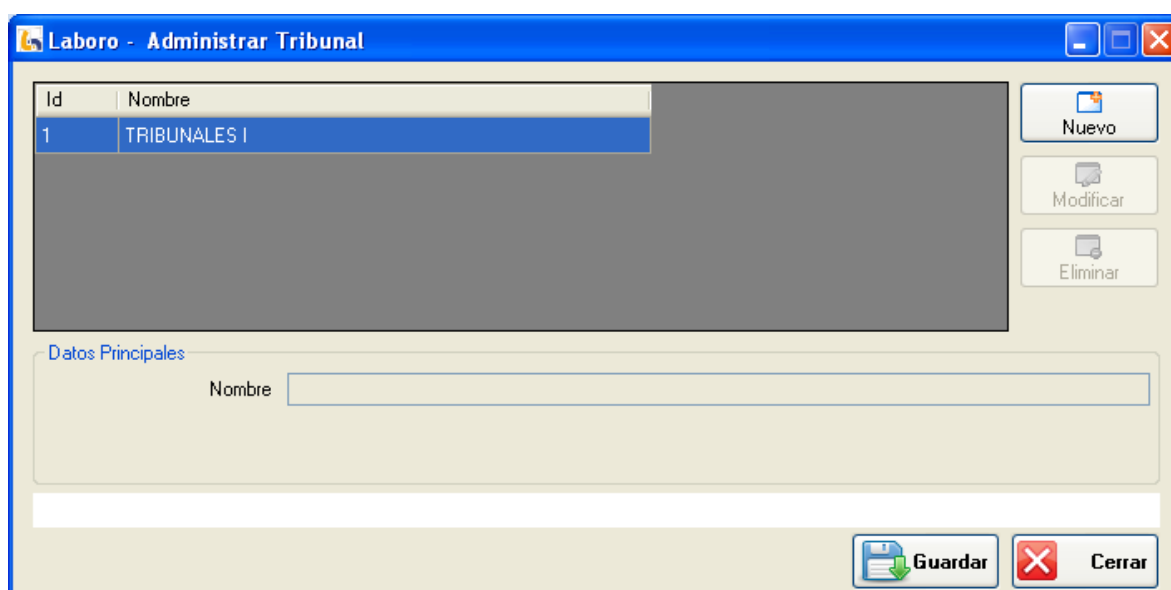 Laboro - Administrar Tribunal
Id Nombre
1 TRIBUNALES I
Nuevo
Modificar
Eliminar
Datos Principales
Nombre
Guardar Cerrar